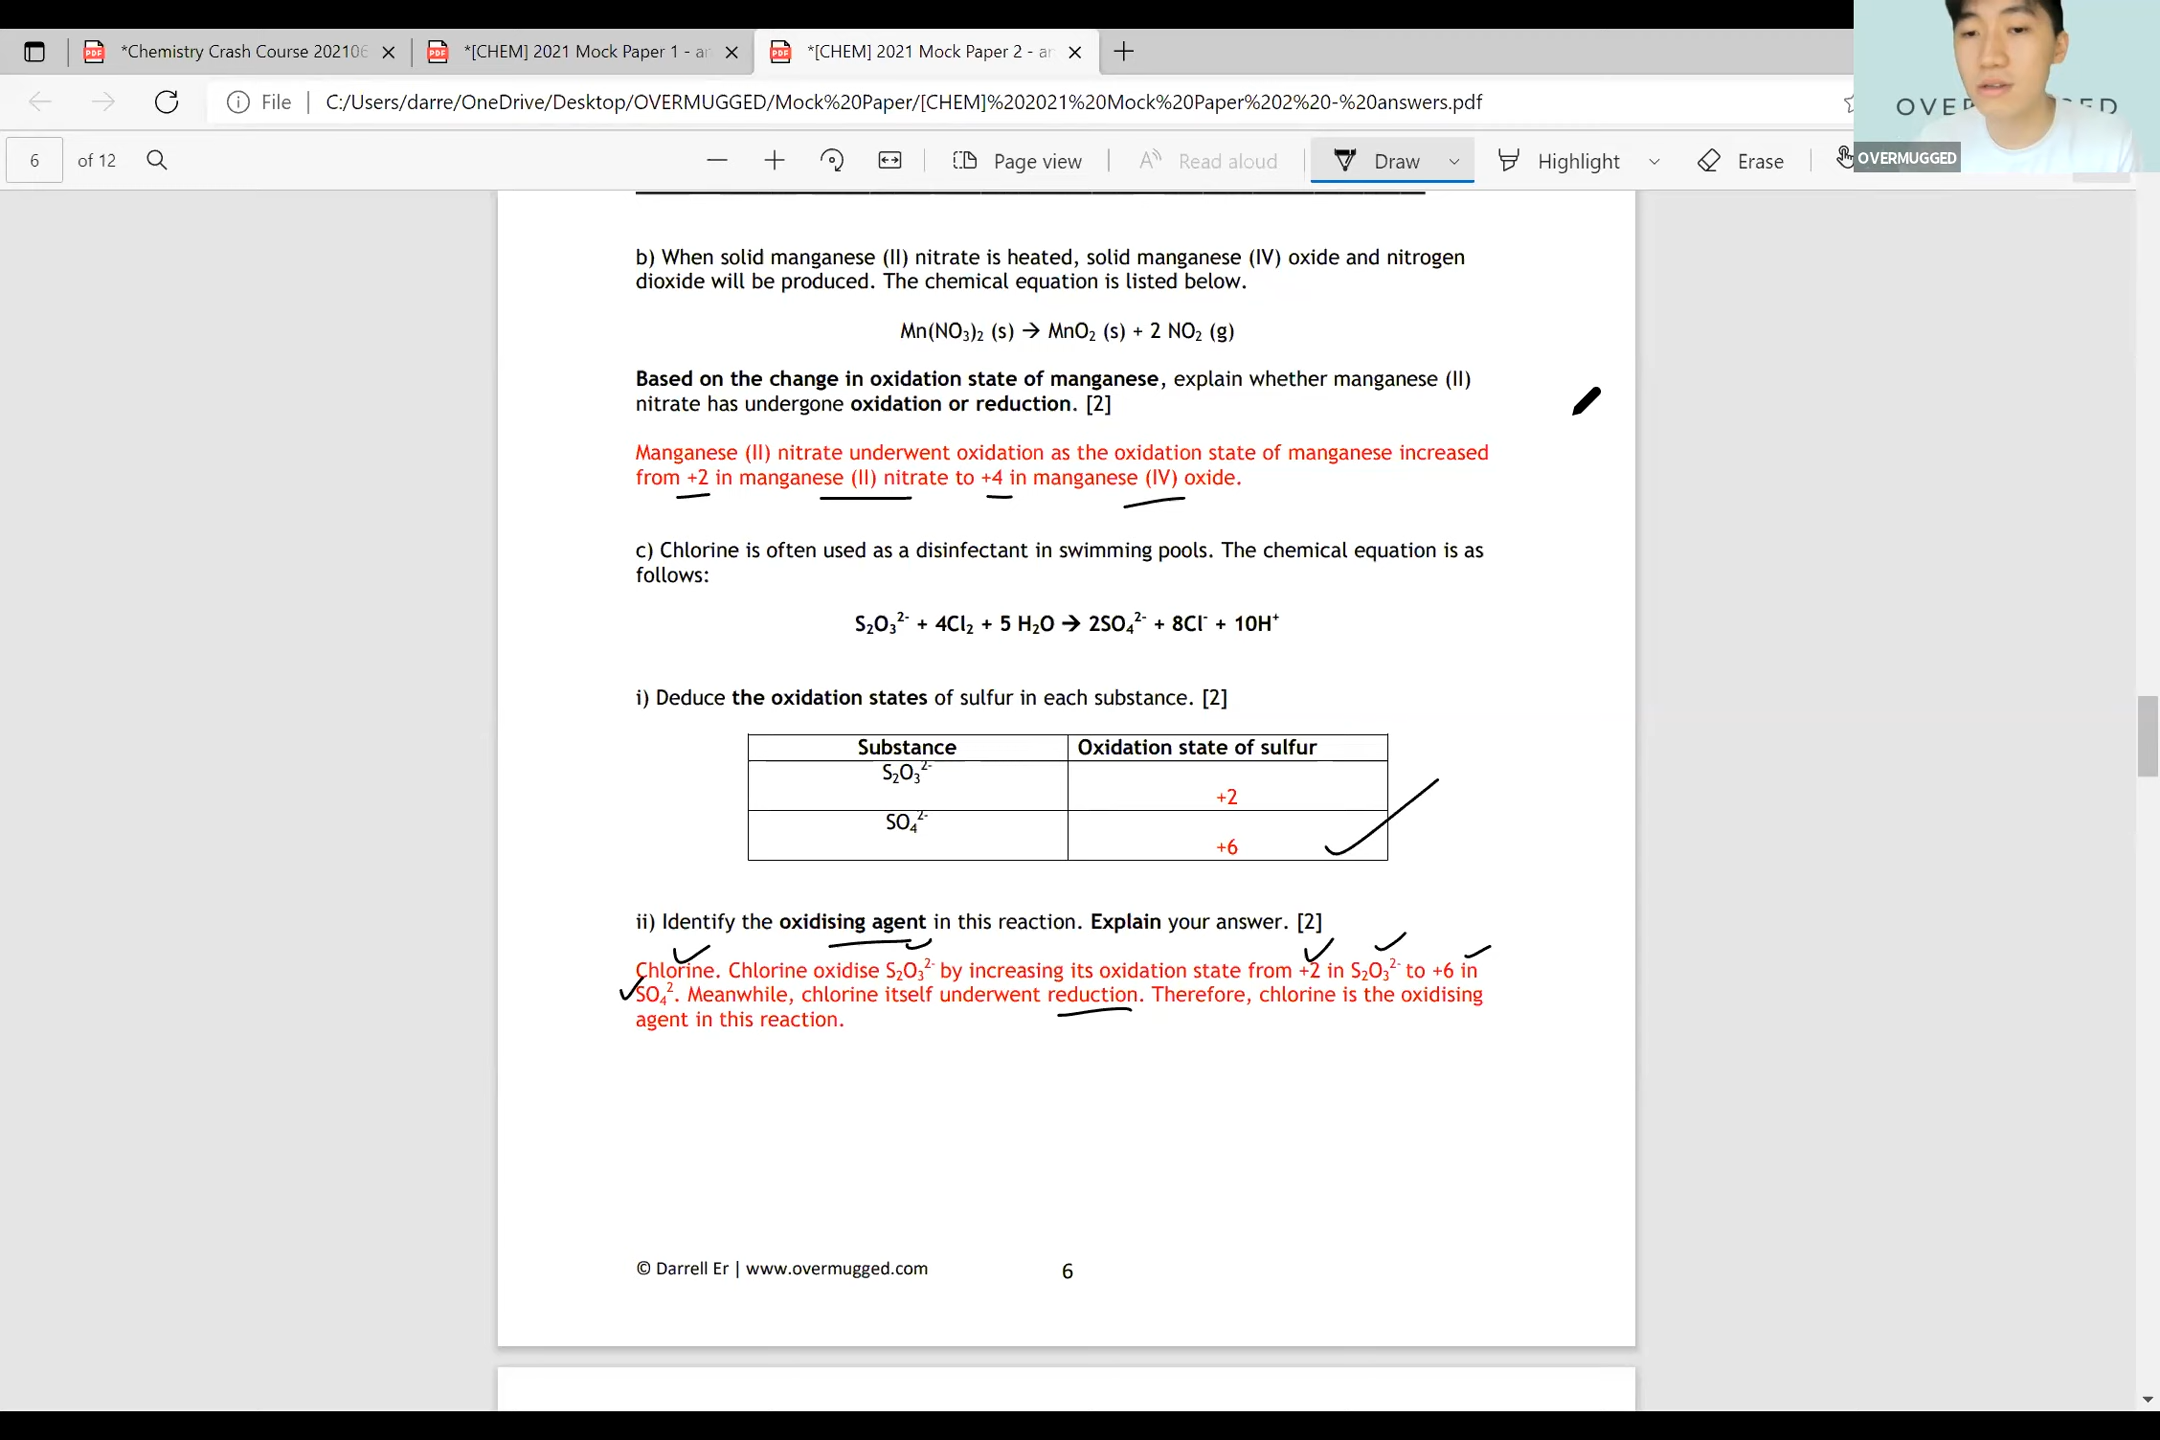 *Chemistry Crash Course 202106
*[CHEM] 2021 Mock Paper 1 - an
*[CHEM] 2021 Mock Paper 2 - an
File
C:/Users/darre/OneDrive/Desktop/OVERMUGGED/Mock%20Paper/[CHEM]%202021%20Mock%20Paper%202%20-%20answers.pdf
6 of 12
Page view
Read aloud
Draw
Highlight
Erase
OVERMUGGED
b) When solid manganese (II) nitrate is heated, solid manganese (IV) oxide and nitrogen
dioxide will be produced. The chemical equation is listed below.
Mn(NO₃)₂ (s) → MnO₂ (s) + 2 NO₂ (g)
Based on the change in oxidation state of manganese, explain whether manganese (II)
nitrate has undergone oxidation or reduction. [2]
Manganese (II) nitrate underwent oxidation as the oxidation state of manganese increased
from +2 in manganese (II) nitrate to +4 in manganese (IV) oxide.
c) Chlorine is often used as a disinfectant in swimming pools. The chemical equation is as
follows:
S₂O₃²⁻ + 4Cl₂ + 5 H₂O → 2SO₄²⁻ + 8Cl⁻ + 10H⁺
i) Deduce the oxidation states of sulfur in each substance. [2]
Substance Oxidation state of sulfur
S₂O₃²⁻
+2
SO₄²⁻
+6
ii) Identify the oxidising agent in this reaction. Explain your answer. [2]
Chlorine. Chlorine oxidise S₂O₃²⁻ by increasing its oxidation state from +2 in S₂O₃²⁻ to +6 in
SO₄². Meanwhile, chlorine itself underwent reduction. Therefore, chlorine is the oxidising
agent in this reaction.
© Darrell Er | www.overmugged.com
6